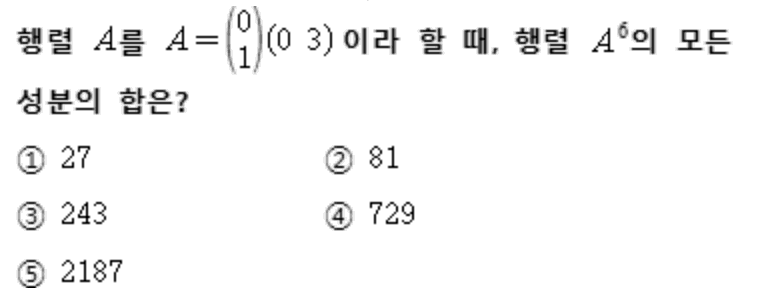 행렬 A를 A=(0 1)(0 3)이라 할 때, 행렬 A⁶의 모든
성분의 합은?
① 27 ② 81
③ 243 ④ 729
⑤ 2187